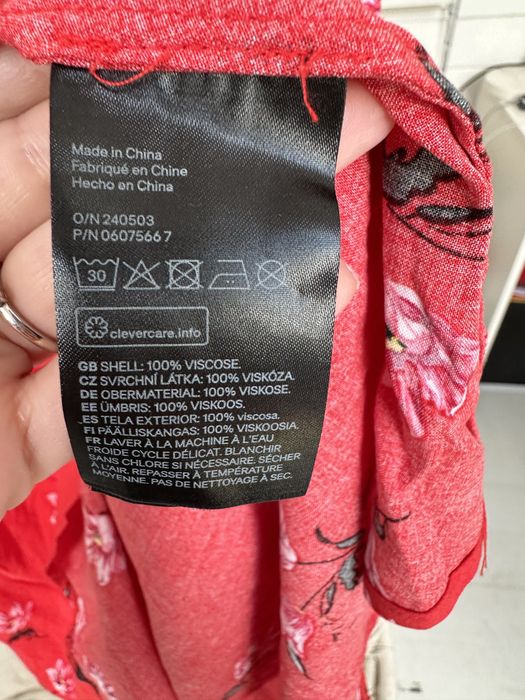 Made in China
Fabriqué en Chine
Hecho en China
O/N 240503
P/N 06075667
30
clevercare.info
GB SHELL: 100% VISCOSE.
CZ SVRCHNÍ LÁTKA: 100% VISKÓZA.
DE OBERMATERIAL: 100% VISKOSE.
EE ÜMBRIS: 100% VISKOOS.
ES TELA EXTERIOR: 100% viscosa.
FI PÄÄLLISKANGAS: 100% VISKOOSIA.
FR LAVER À LA MACHINE À L'EAU
FROIDE CYCLE DÉLICAT. BLANCHIR
SANS CHLORE SI NÉCESSAIRE. SÉCHER
À L'AIR. REPASSER À TEMPÉRATURE
MOYENNE. PAS DE NETTOYAGE À SEC.